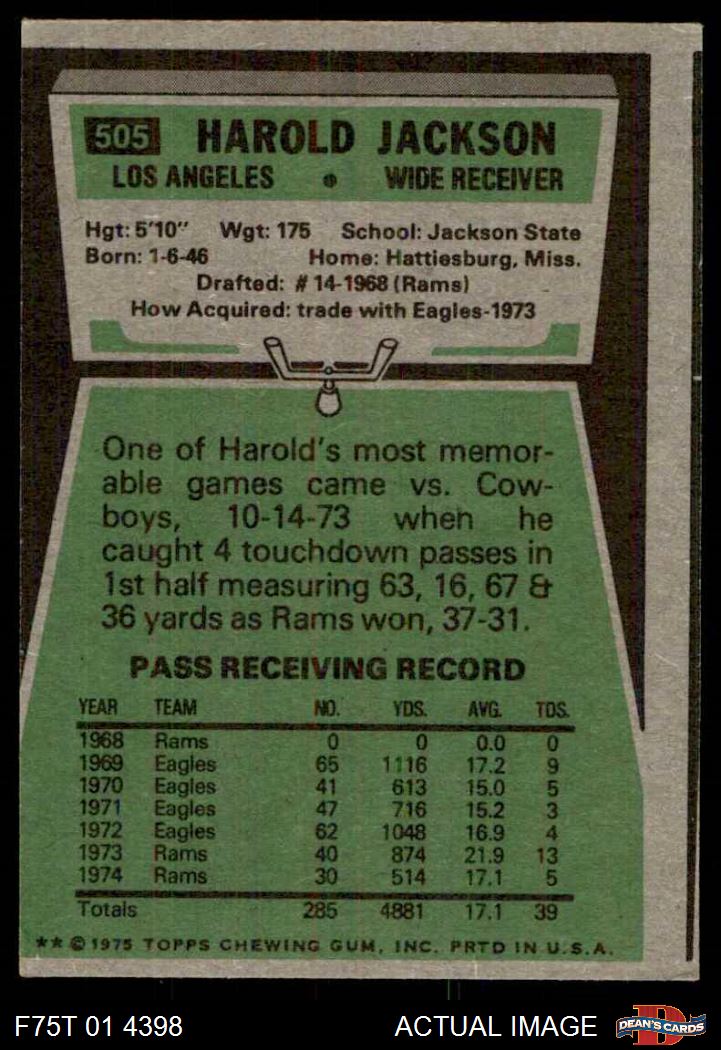 505 HAROLD JACKSON
LOS ANGELES • WIDE RECEIVER
Hgt: 5'10" Wgt: 175 School: Jackson State
Born: 1-6-46 Home: Hattiesburg, Miss.
Drafted: #14-1968 (Rams)
How Acquired: trade with Eagles-1973
One of Harold's most memor-
able games came vs. Cow-
boys, 10-14-73 when he
caught 4 touchdown passes in
1st half measuring 63, 16, 67 &
36 yards as Rams won, 37-31.
PASS RECEIVING RECORD
YEAR TEAM NO. YDS. AVG. TDS.
1968 Rams 0 0 0.0 0
1969 Eagles 65 1116 17.2 9
1970 Eagles 41 613 15.0 5
1971 Eagles 47 716 15.2 3
1972 Eagles 62 1048 16.9 4
1973 Rams 40 874 21.9 13
1974 Rams 30 514 17.1 5
Totals 285 4881 17.1 39
** © 1975 TOPPS CHEWING GUM, INC. PRTD IN U.S.A.
F75T 01 4398 ACTUAL IMAGE D DEAN'S CARDS